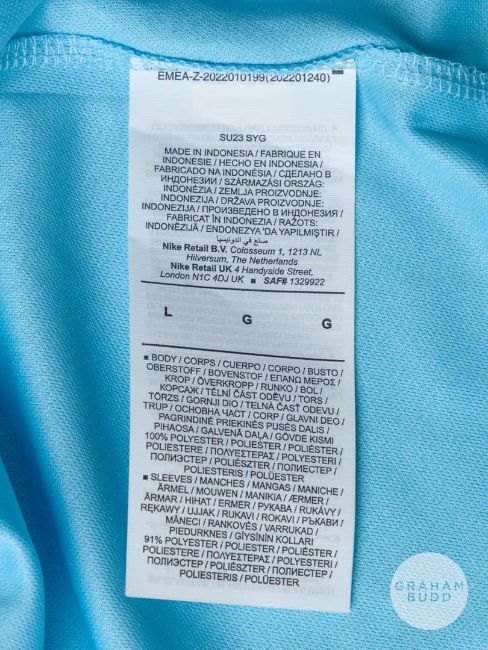 EMEA-Z-2022010199(202201240)
SU23 SYG
MADE IN INDONESIA / FABRIQUE EN
INDONESIE / HECHO EN INDONESIA /
FABRICADO NA INDONÉSIA / СДЕЛАНО В
ИНДОНЕЗИИ / SZÁRMAZÁSI ORSZÁG:
INDONÉZIA / ZEMLJA PROIZVODNJE:
INDONEZIJA / DRŽAVA PROIZVODNJE:
INDONEZIJA / ПРОИЗВЕДЕНО В ИНДОНЕЗИЯ /
FABRICAT ÎN INDONEZIA / RAŽOTS:
INDONĒZIJĀ / ENDONEZYA'DA YAPILMIŞTIR /
صنع في اندونيسيا
Nike Retail B.V. Colosseum 1, 1213 NL
Hilversum, The Netherlands
Nike Retail UK 4 Handyside Street,
London N1C 4DJ UK ■ SAF# 1329922
L G G
■ BODY / CORPS / CUERPO / CORPO / BUSTO /
OBERSTOFF / BOVENSTOF / ΕΠΑΝΩ ΜΕΡΟΣ /
KROP / ÖVERKROPP / RUNKO / BOL /
КОРСАЖ / TĚLNÍ ČÁST ODĚVU / TORS /
TÖRZS / GORNJI DIO / TELNÁ ČASŤ ODEVU /
TRUP / ОСНОВНА ЧАСТ / CORP / GLAVNI DEO /
PAGRINDINĖ PRIEKINĖS PUSĖS DALIS /
PIHAOSA / GALVENĀ DAĻA / GÖVDE KISMI
100% POLYESTER / POLIÉSTER /
POLIESTERE / ΠΟΛΥΕΣΤΕΡΑΣ / POLYESTERI /
ПОЛИЭСТЕР / POLIÉSZTER / ПОЛИЕСТЕР /
POLIESTERIS / POLÜESTER
■ SLEEVES / MANCHES / MANGAS / MANICHE /
ÄRMEL / MOUWEN / ΜΑΝΙΚΙΑ / ÆRMER /
ÄRMAR / HIHAT / ERMER / РУКАВА / RUKÁVY /
RĘKAWY / UJJAK / RUKAVI / ROKAVI / РЪКАВИ /
MÂNECI / RANKOVĖS / VARRUKAD /
PIEDURKNES / GİYSİNİN KOLLARI
91% POLYESTER / POLIESTER /
POLIESTERE / ΠΟΛΥΕΣΤΕΡΑΣ / POLYESTERI /
ПОЛИЭСТЕР / POLIÉSZTER / ПОЛИЕСТЕР /
POLIESTERIS / POLÜESTER
GRAHAM
BUDD